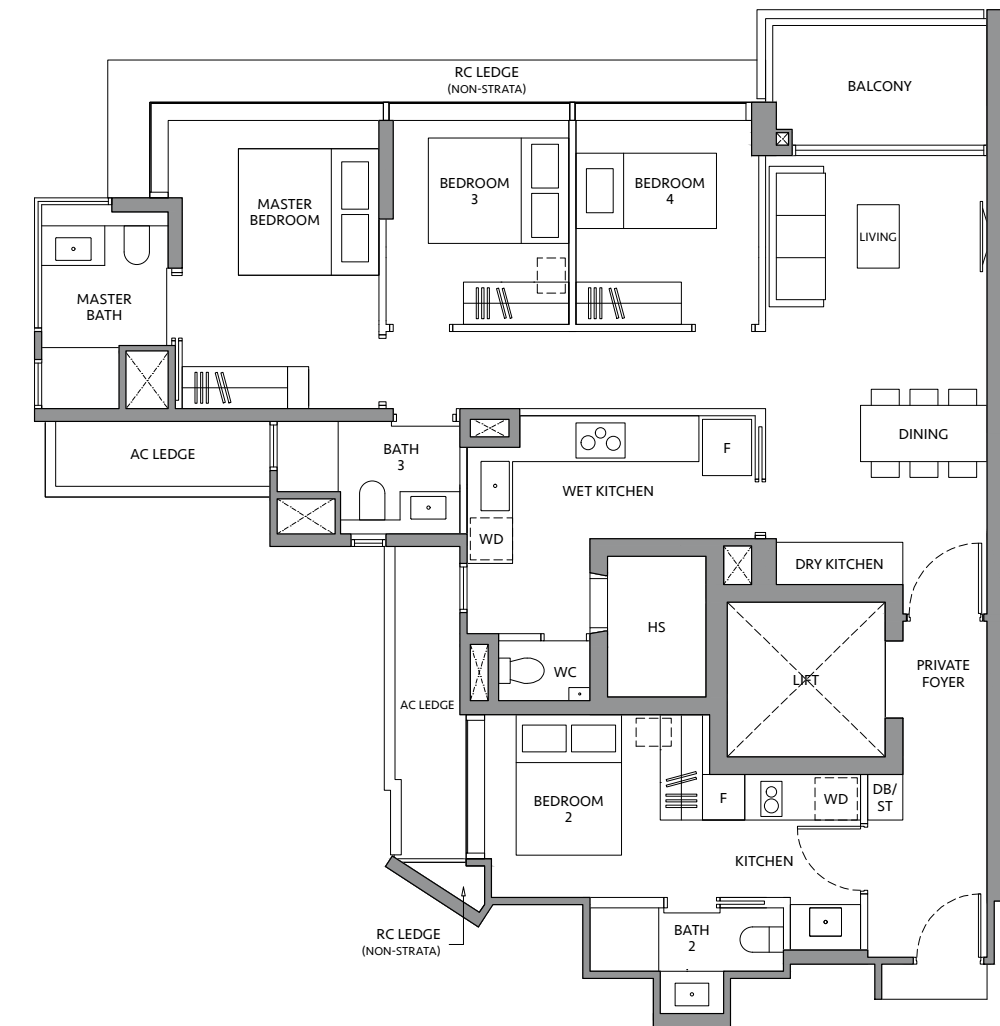 RC LEDGE
(NON-STRATA)
BALCONY
MASTER
BEDROOM
BEDROOM
3
BEDROOM
4
LIVING
MASTER
BATH
AC LEDGE
BATH
3
F
DINING
WET KITCHEN
WD
DRY KITCHEN
HS
WC
LIFT
PRIVATE
FOYER
AC LEDGE
BEDROOM
2
F
WD
DB/
ST
KITCHEN
RC LEDGE
(NON-STRATA)
BATH
2